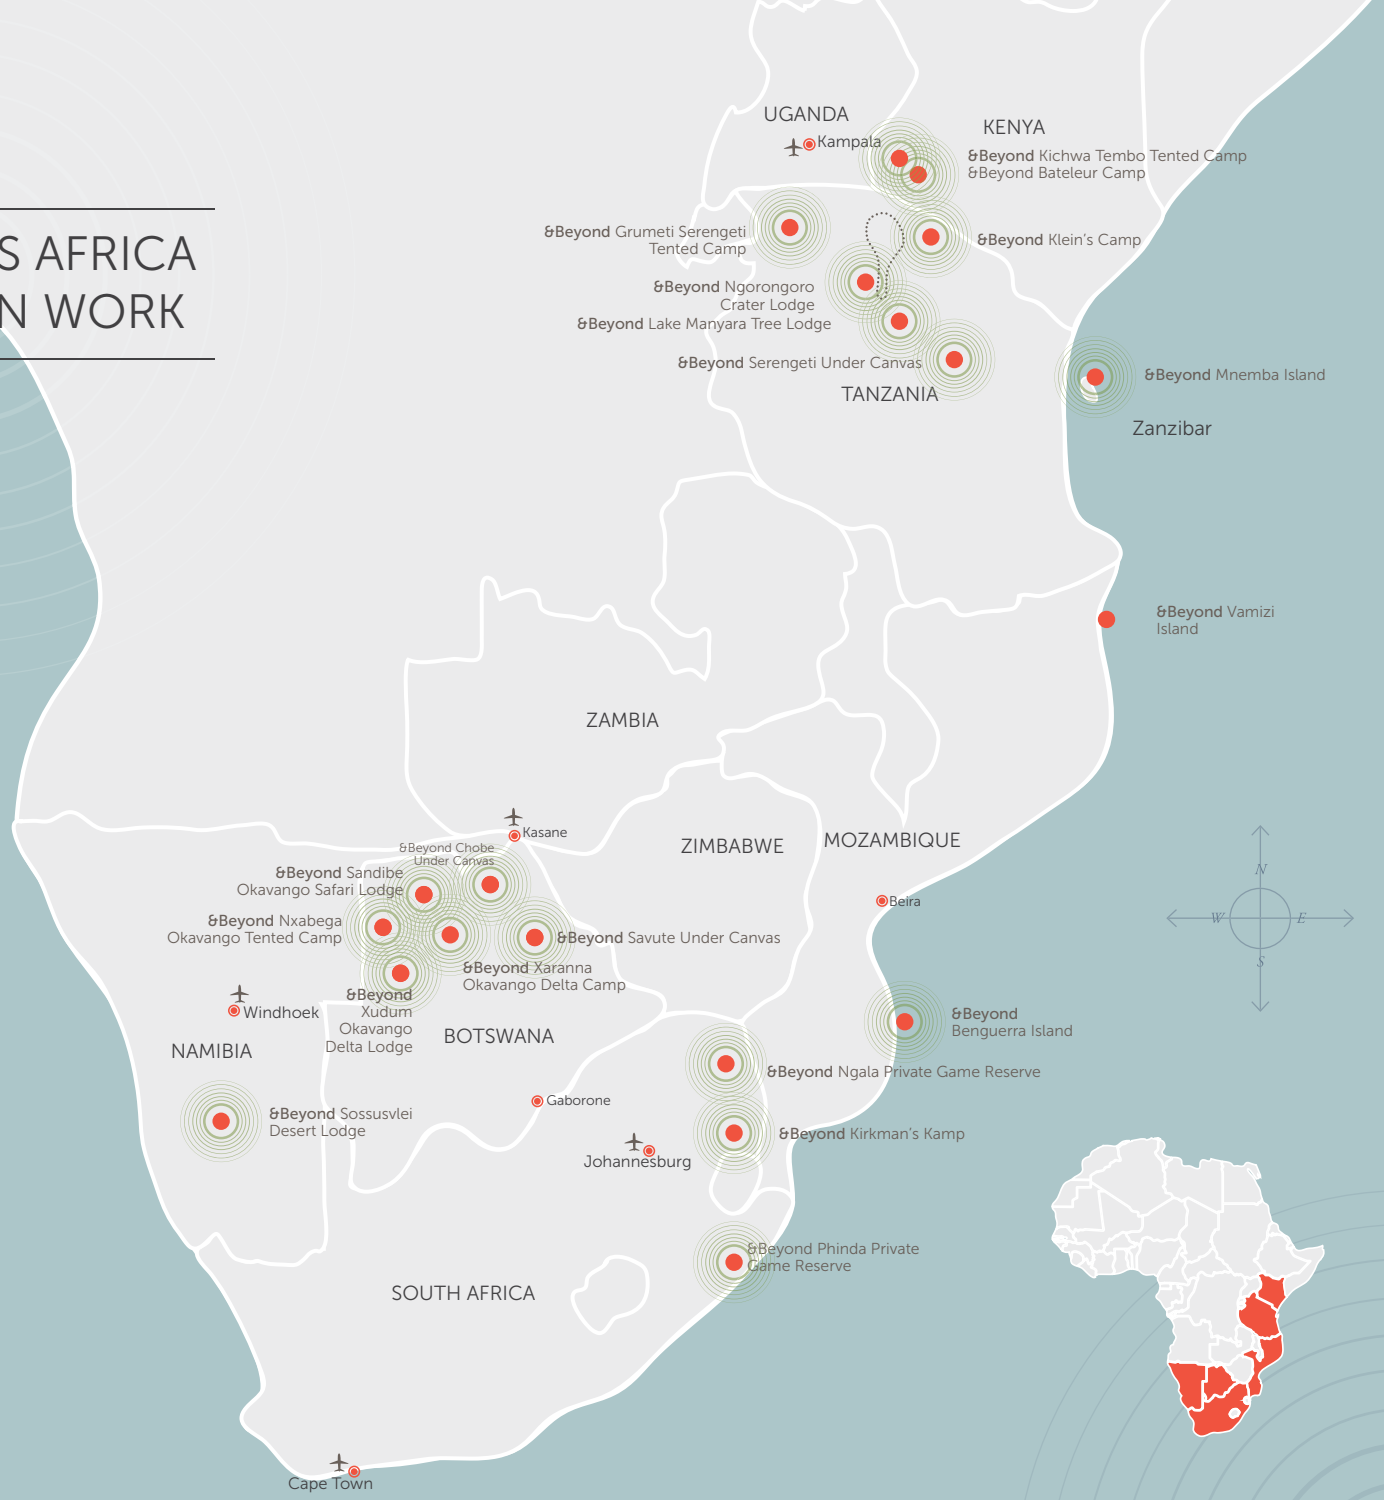 S AFRICA
N WORK
UGANDA
Kampala
KENYA
&Beyond Kichwa Tembo Tented Camp
&Beyond Bateleur Camp
&Beyond Grumeti Serengeti
Tented Camp
&Beyond Klein's Camp
&Beyond Ngorongoro
Crater Lodge
&Beyond Lake Manyara Tree Lodge
&Beyond Serengeti Under Canvas
TANZANIA
&Beyond Mnemba Island
Zanzibar
&Beyond Vamizi
Island
ZAMBIA
Kasane
ZIMBABWE
MOZAMBIQUE
&Beyond Chobe
Under Canvas
&Beyond Sandibe
Okavango Safari Lodge
Beira
&Beyond Nxabega
Okavango Tented Camp
&Beyond Savute Under Canvas
&Beyond Xaranna
Okavango Delta Camp
&Beyond
Xudum
Okavango
Delta Lodge
Windhoek
NAMIBIA
BOTSWANA
&Beyond
Benguerra Island
&Beyond Ngala Private Game Reserve
Gaborone
&Beyond Sossusvlei
Desert Lodge
&Beyond Kirkman's Kamp
Johannesburg
&Beyond Phinda Private
Game Reserve
SOUTH AFRICA
Cape Town
N
W
E
S